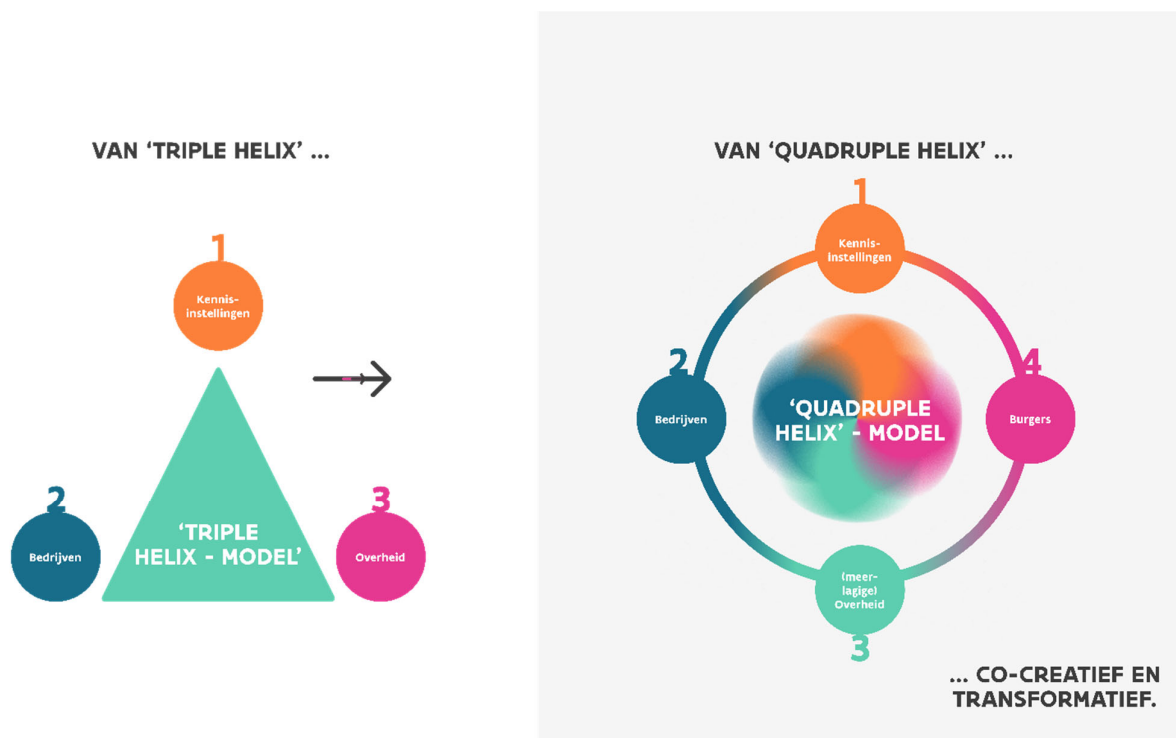 VAN ‘TRIPLE HELIX’ ...
1
Kennis-
instellingen
2
Bedrijven
‘TRIPLE
HELIX - MODEL’
3
Overheid
VAN ‘QUADRUPLE HELIX’ ...
1
Kennis-
instellingen
2
Bedrijven
‘QUADRUPLE
HELIX’ - MODEL
4
Burgers
(meer-
lagige)
Overheid
3
... CO-CREATIEF EN
TRANSFORMATIEF.